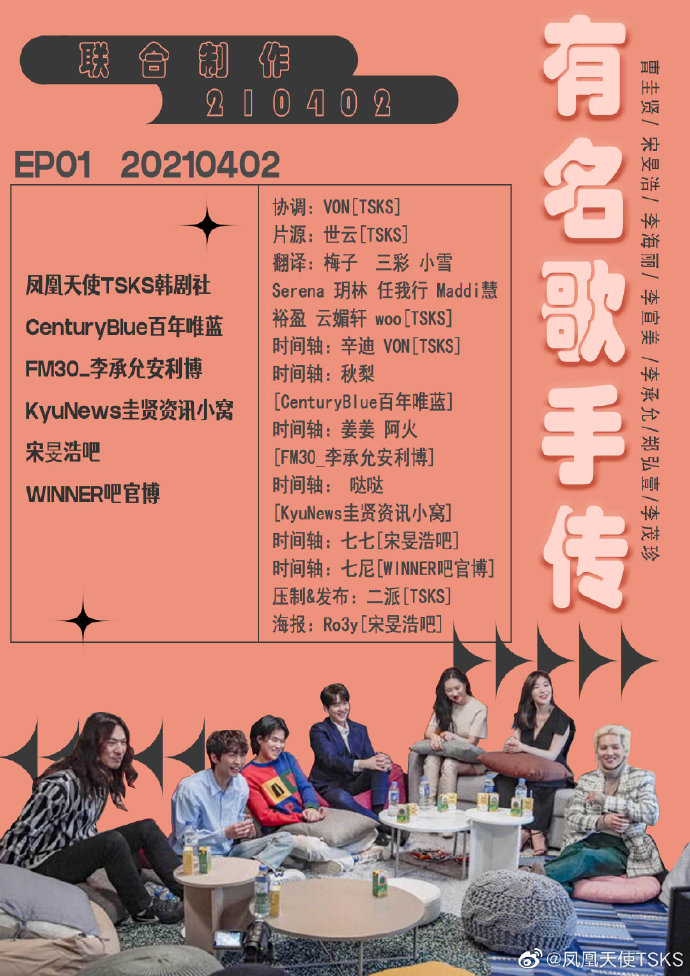 联合制作
210402
有名歌手传
曺圭贤/宋旻浩/李海丽/李宣美/李承允/郑弘萱/李茂珍
EP01 20210402
凤凰天使TSKS韩剧社
CenturyBlue百年唯蓝
FM30_李承允安利博
KyuNews圭贤资讯小窝
宋旻浩吧
WINNER吧官博
协调：VON[TSKS]
片源：世云[TSKS]
翻译：梅子 三彩 小雪
Serena 玥林 任我行 Maddi慧
裕盈 云媚轩 woo[TSKS]
时间轴：辛迪 VON[TSKS]
时间轴：秋梨
[CenturyBlue百年唯蓝]
时间轴：姜姜 阿火
[FM30_李承允安利博]
时间轴： 哒哒
[KyuNews圭贤资讯小窝]
时间轴：七七[宋旻浩吧]
时间轴：七尼[WINNER吧官博]
压制&发布：二派[TSKS]
海报：Ro3y[宋旻浩吧]
@凤凰天使TSKS